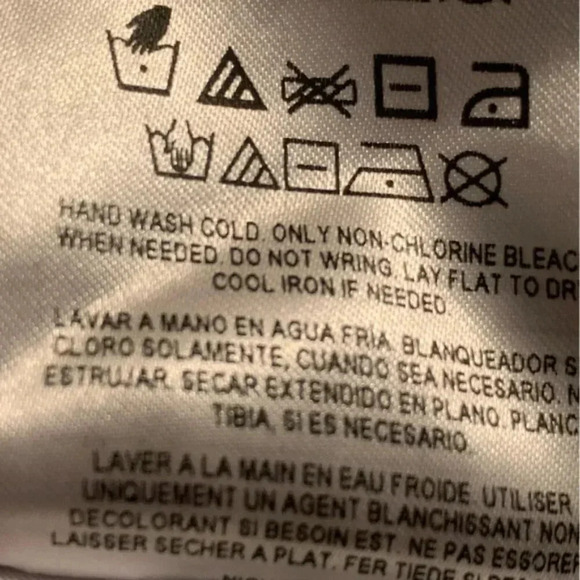 HAND WASH COLD. ONLY NON-CHLORINE BLEAC
WHEN NEEDED. DO NOT WRING. LAY FLAT TO DR
COOL IRON IF NEEDED.
LAVAR A MANO EN AGUA FRIA. BLANQUEADOR S
CLORO SOLAMENTE, CUANDO SEA NECESARIO. N
ESTRUJAR. SECAR EXTENDIDO EN PLANO. PLANC
TIBIA, SI ES NECESARIO.
LAVER A LA MAIN EN EAU FROIDE. UTILISER
UNIQUEMENT UN AGENT BLANCHISSANT NON
DECOLORANT SI BESOIN EST. NE PAS ESSORER
LAISSER SECHER A PLAT. FER TIEDE